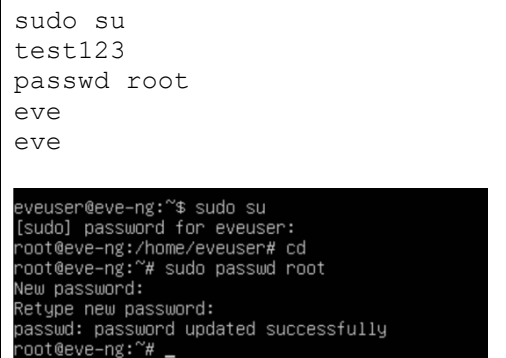 sudo su
test123
passwd root
eve
eve
eveuser@eve-ng:~$ sudo su
[sudo] password for eveuser:
root@eve-ng:/home/eveuser# cd
root@eve-ng:~# sudo passwd root
New password:
Retype new password:
passwd: password updated successfully
root@eve-ng:~# _